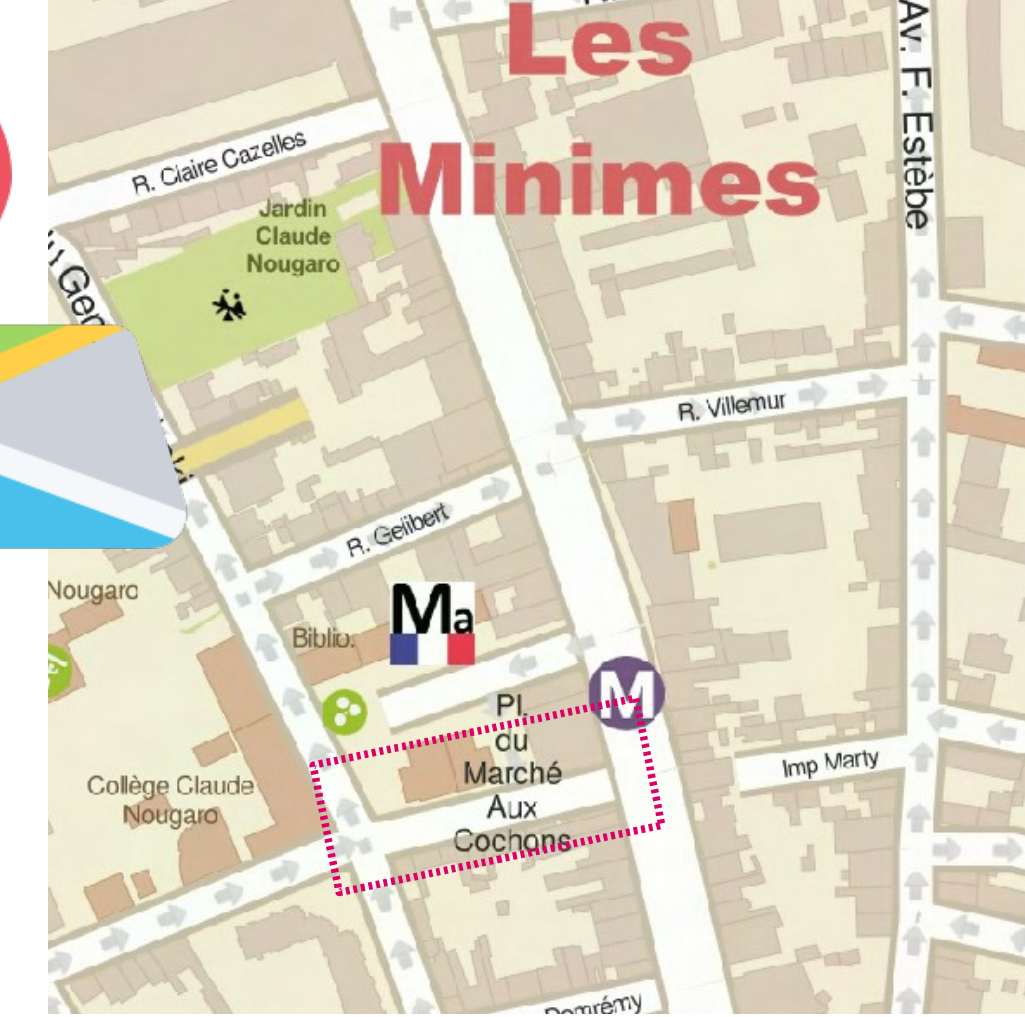 Les
Minimes
Av. F. Estèbe
R. Claire Cazelles
Jardin
Claude
Nougaro
R. Villemur
R. Gelibert
Nougaro
Ma
Biblio.
M
Pl.
du
Marché
Aux
Cochons
Imp Marty
Collège Claude
Nougaro
Domrémy